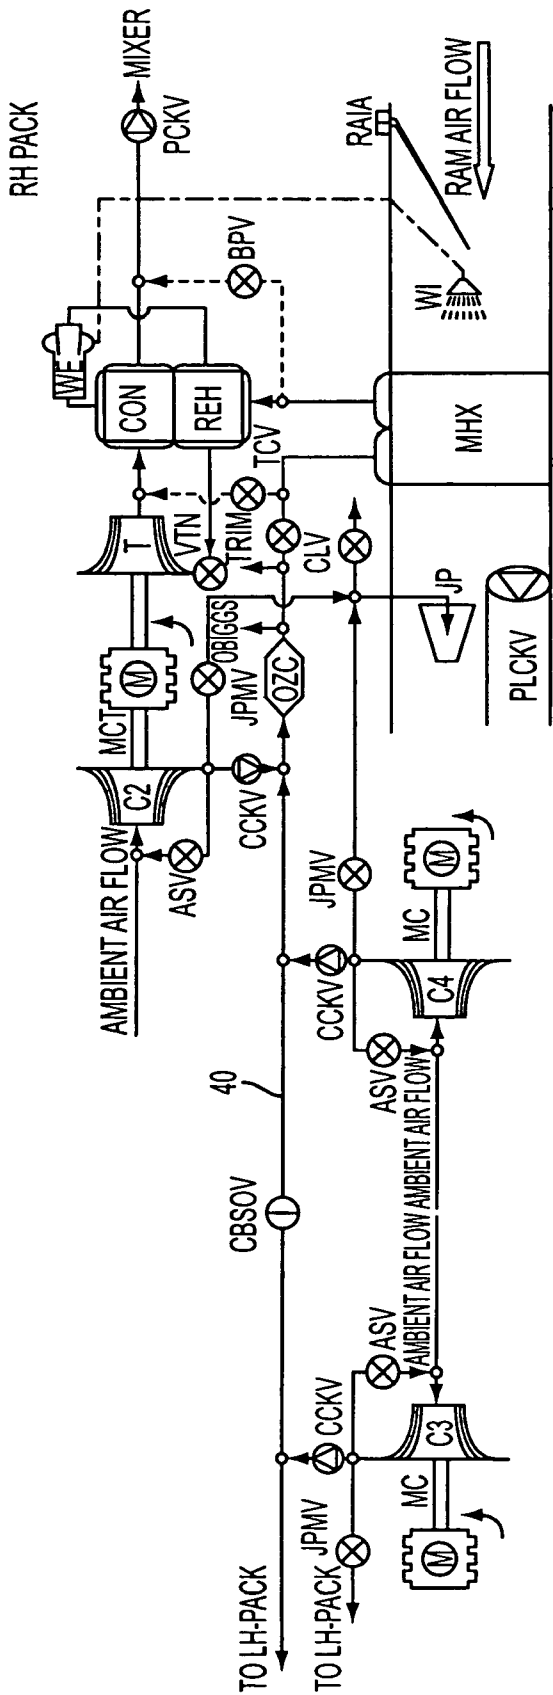 RH PACK
MIXER
PCKV
RAIA
RAM AIR FLOW
BPV
WI
WE
CON
REH
TCV
MHX
T
VTN
TRIM
CLV
JP
PLCKV
OBIGGS
JPMV
OZC
MCT
M
C2
CCKV
AMBIENT AIR FLOW
ASV
JPMV
MC
M
CCKV
C4
ASV
AMBIENT AIR FLOW
40
CBSOV
AMBIENT AIR FLOW
ASV
CCKV
C3
MC
M
JPMV
TO LH-PACK
TO LH-PACK